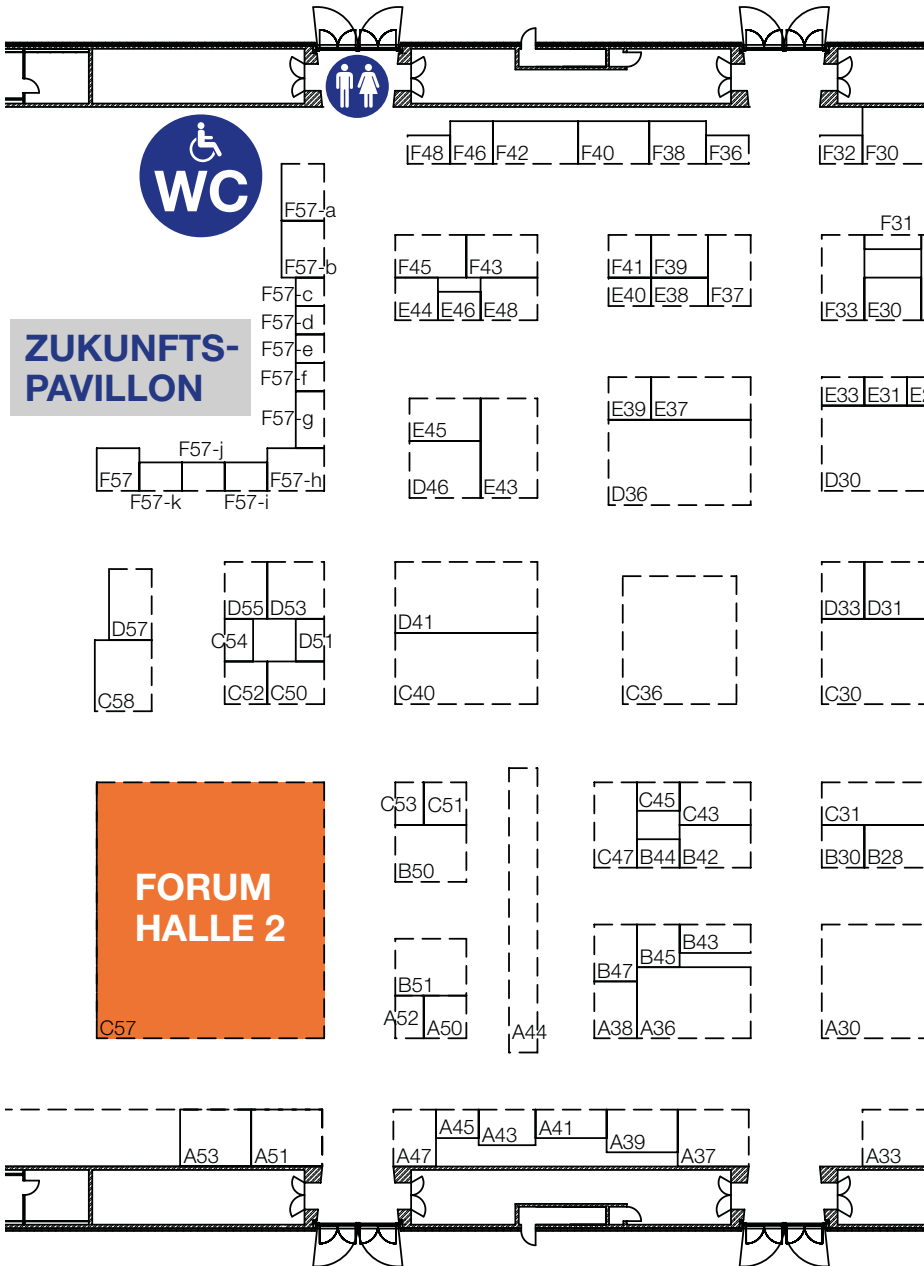 F48 F46 F42 F40 F38 F36 F32 F30
WC
F57-a
F31
F57-b F45 F43 F41 F39
F57-c E44 E46 E48 E40 E38 F37 F33 E30
F57-d
ZUKUNFTS-
PAVILLON
F57-e
F57-f
E39 E37 E33 E31
F57-g
E45
F57-j
F57 F57-h D46 E43 D36 D30
F57-k F57-i
D55 D53 D33 D31
D57 D41
C54 D51
C58 C52 C50 C40 C36 C30
C53 C51 C45
C43 C31
B50 C47 B44 B42 B30 B28
FORUM
HALLE 2
B43
B51 B47 B45
A52 A50
C57 A44 A38 A36 A30
A45 A43 A41 A39
A53 A51 A47 A37 A33